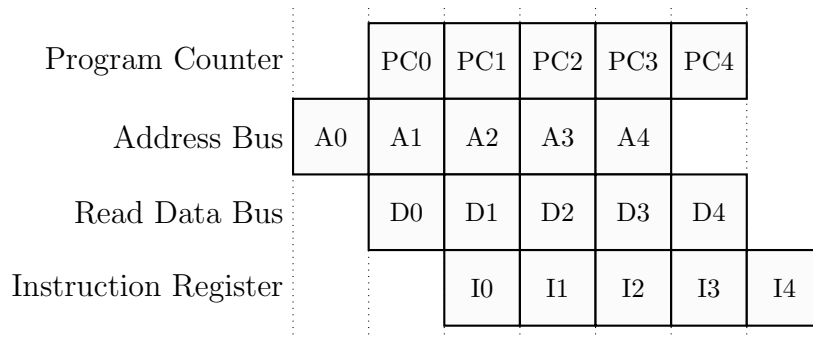 Program Counter PC0 PC1 PC2 PC3 PC4
Address Bus A0 A1 A2 A3 A4
Read Data Bus D0 D1 D2 D3 D4
Instruction Register I0 I1 I2 I3 I4